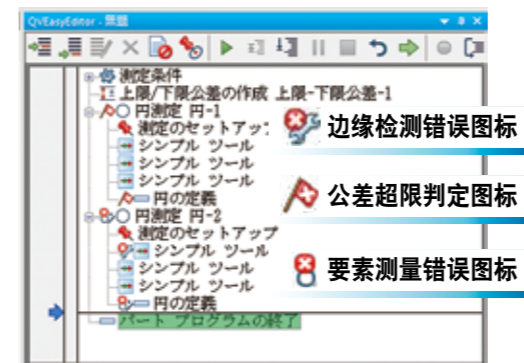 QVEasyEditor - 無題
測定条件
上限/下限公差の作成 上限-下限公差-1
円測定 円-1
測定のセットアップ
シンプル ツール
シンプル ツール
シンプル ツール
円の定義
円測定 円-2
測定のセットアップ
シンプル ツール
シンプル ツール
シンプル ツール
円の定義
パート プログラムの終了
边缘检测错误图标
公差超限判定图标
要素测量错误图标